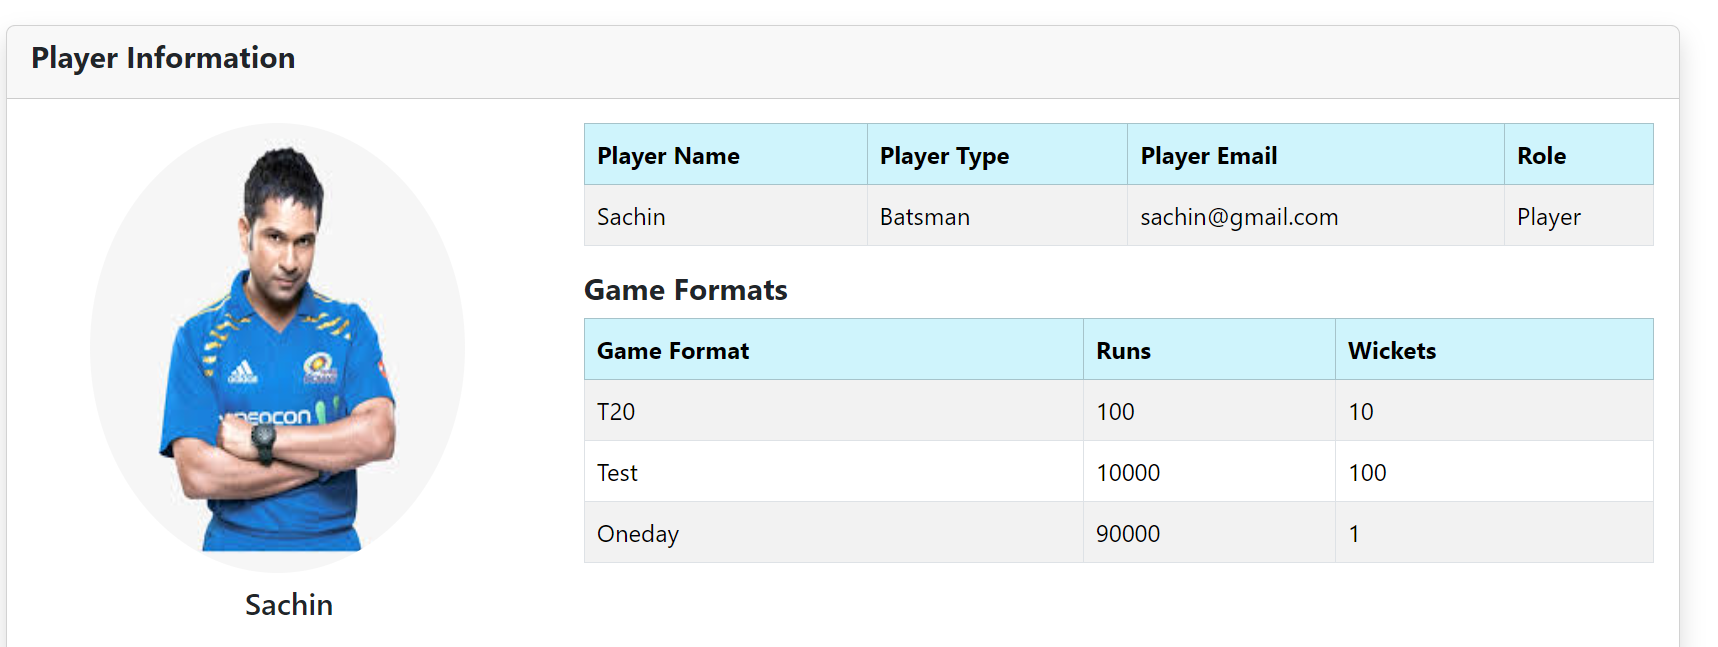 Player Information
Player Name Player Type Player Email Role
Sachin Batsman sachin@gmail.com Player
Game Formats
Game Format Runs Wickets
T20 100 10
Test 10000 100
Oneday 90000 1
adidas
Sachin